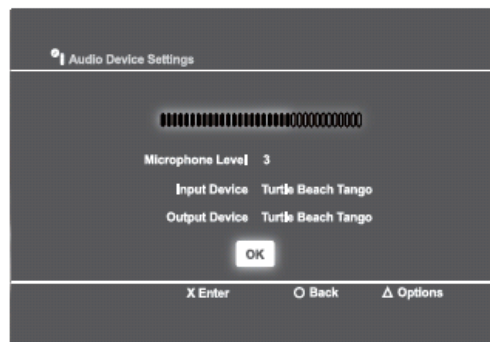 Audio Device Settings
Microphone Level 3
Input Device Turtle Beach Tango
Output Device Turtle Beach Tango
OK
X Enter O Back Δ Options